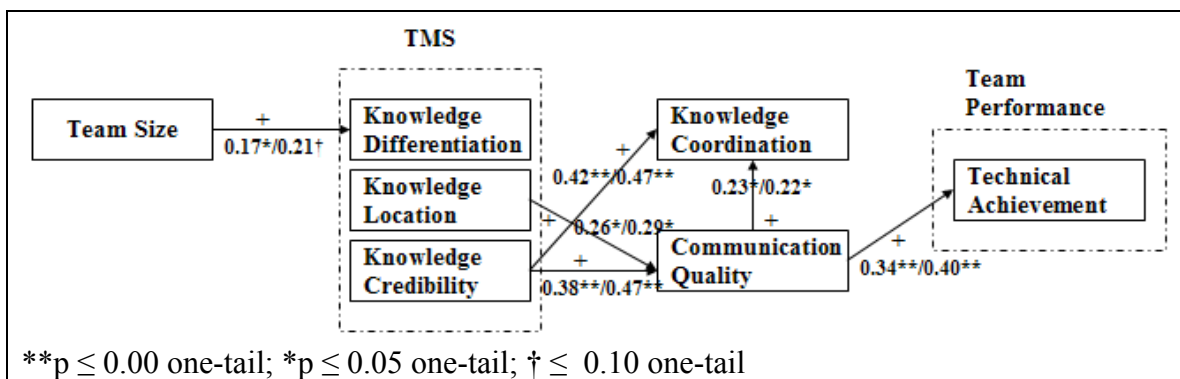 TMS
Team
Performance
Team Size
+
0.17*/0.21†
Knowledge
Differentiation
Knowledge
Location
Knowledge
Credibility
+
0.42**/0.47**
+
0.26*/0.29*
+
0.38**/0.47**
Knowledge
Coordination
0.23*/0.22*
+
Communication
Quality
+
0.34**/0.40**
Technical
Achievement
**p ≤ 0.00 one-tail; *p ≤ 0.05 one-tail; † ≤ 0.10 one-tail